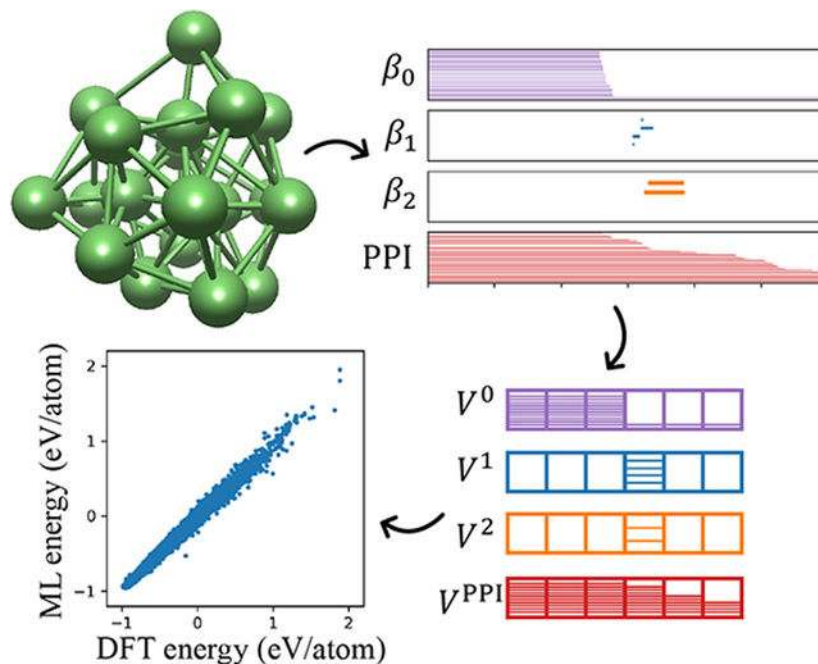 β₀
β₁
β₂
PPI
V⁰
V¹
V²
Vᴾᴾᴵ
ML energy (eV/atom)
2
1
0
−1
−1
0
1
2
DFT energy (eV/atom)